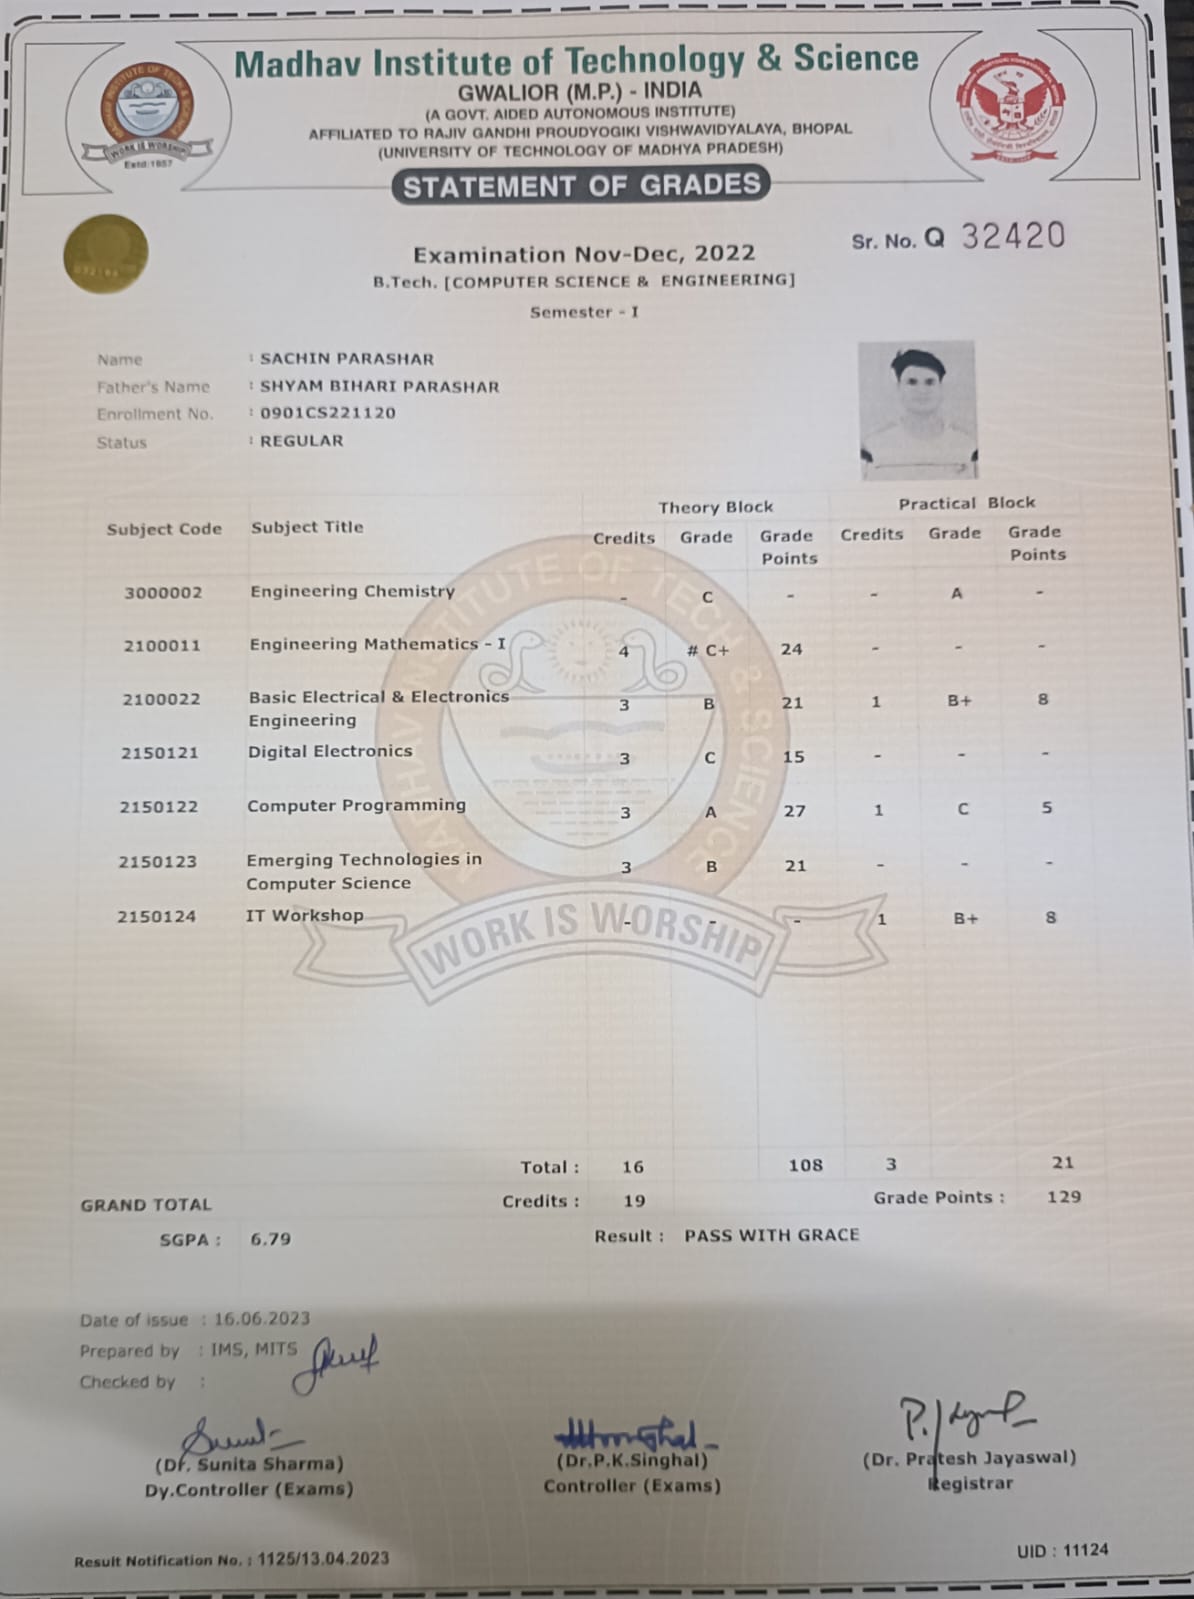 Madhav Institute of Technology & Science
GWALIOR (M.P.) - INDIA
(A GOVT. AIDED AUTONOMOUS INSTITUTE)
AFFILIATED TO RAJIV GANDHI PROUDYOGIKI VISHWAVIDYALAYA, BHOPAL
(UNIVERSITY OF TECHNOLOGY OF MADHYA PRADESH)
WORK IS WORSHIP
Estd:1957
STATEMENT OF GRADES
Sr. No. Q 32420
Examination Nov-Dec, 2022
B.Tech. [COMPUTER SCIENCE & ENGINEERING]
Semester - I
Name : SACHIN PARASHAR
Father's Name : SHYAM BIHARI PARASHAR
Enrollment No. : 0901CS221120
Status : REGULAR
Theory Block Practical Block
Subject Code Subject Title Credits Grade Grade Points Credits Grade Grade Points
3000002 Engineering Chemistry - C - - A -
2100011 Engineering Mathematics - I 4 # C+ 24 - - -
2100022 Basic Electrical & Electronics 3 B 21 1 B+ 8
Engineering
2150121 Digital Electronics 3 C 15 - - -
2150122 Computer Programming 3 A 27 1 C 5
2150123 Emerging Technologies in 3 B 21 - - -
Computer Science
2150124 IT Workshop - - - 1 B+ 8
WORK IS WORSHIP
Total : 16 108 3 21
GRAND TOTAL Credits : 19 Grade Points : 129
SGPA : 6.79 Result : PASS WITH GRACE
Date of issue : 16.06.2023
Prepared by : IMS, MITS
Checked by :
(Dr. Sunita Sharma) (Dr.P.K.Singhal) (Dr. Pratesh Jayaswal)
Dy.Controller (Exams) Controller (Exams) Registrar
Result Notification No. : 1125/13.04.2023 UID : 11124